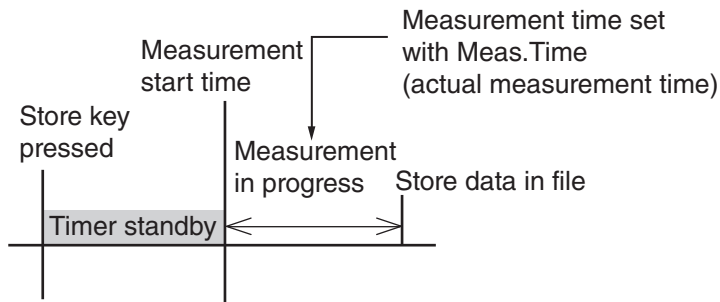 Measurement time set
with Meas.Time
(actual measurement time)
Measurement
start time
Store key
pressed
Measurement
in progress
Store data in file
Timer standby